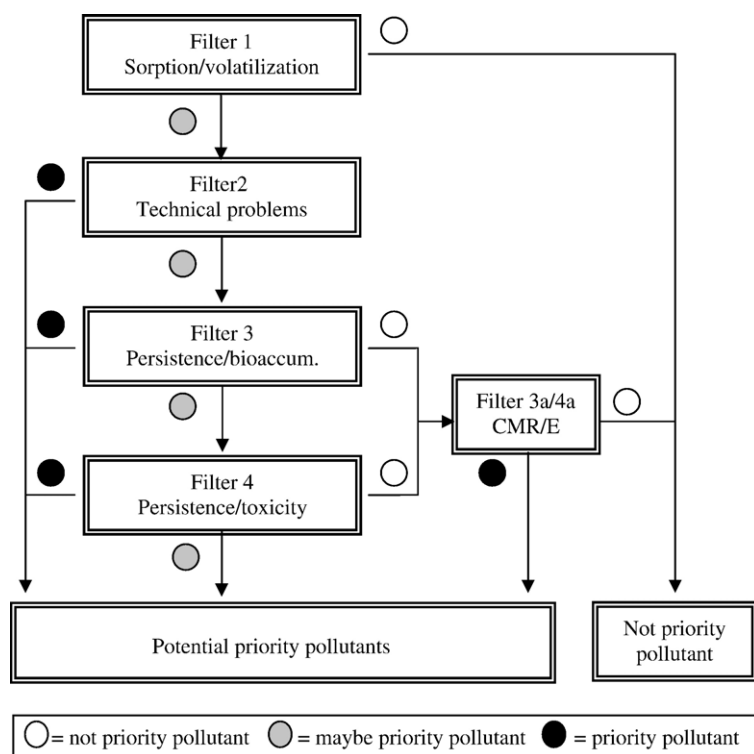 Filter 1
Sorption/volatilization
Filter2
Technical problems
Filter 3
Persistence/bioaccum.
Filter 3a/4a
CMR/E
Filter 4
Persistence/toxicity
Potential priority pollutants
Not priority
pollutant
= not priority pollutant = maybe priority pollutant = priority pollutant